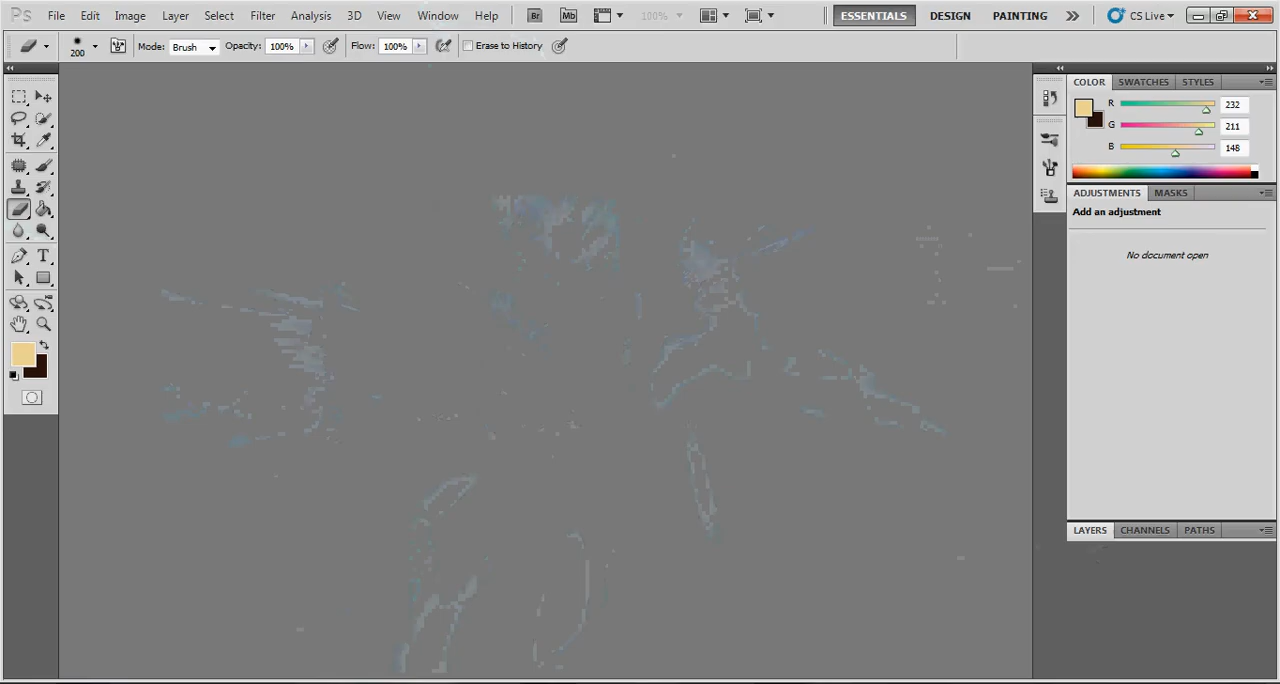 Ps File Edit Image Layer Select Filter Analysis 3D View Window Help Br Mb 100% ESSENTIALS DESIGN PAINTING CS Live
200 Mode: Brush Opacity: 100% Flow: 100% Erase to History
COLOR SWATCHES STYLES
R 232
G 211
B 148
ADJUSTMENTS MASKS
Add an adjustment
No document open
T
LAYERS CHANNELS PATHS